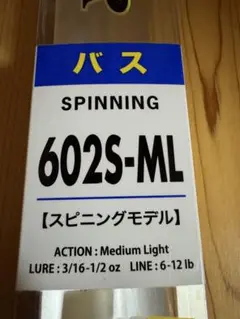 バス
SPINNING
602S-ML
【スピニングモデル】
ACTION : Medium Light
LURE : 3/16-1/2 oz LINE : 6-12 lb